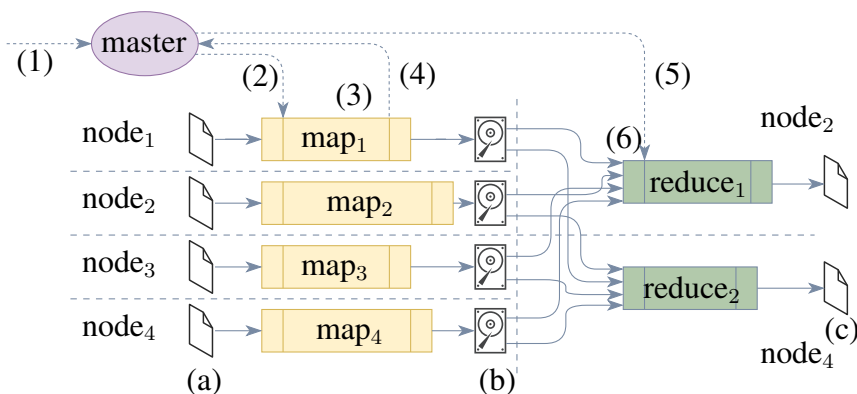 master
(1)
(2)
(3)
(4)
(5)
(6)
node₁
map₁
node₂
node₂
map₂
reduce₁
node₃
map₃
reduce₂
node₄
map₄
(c)
node₄
(a)
(b)